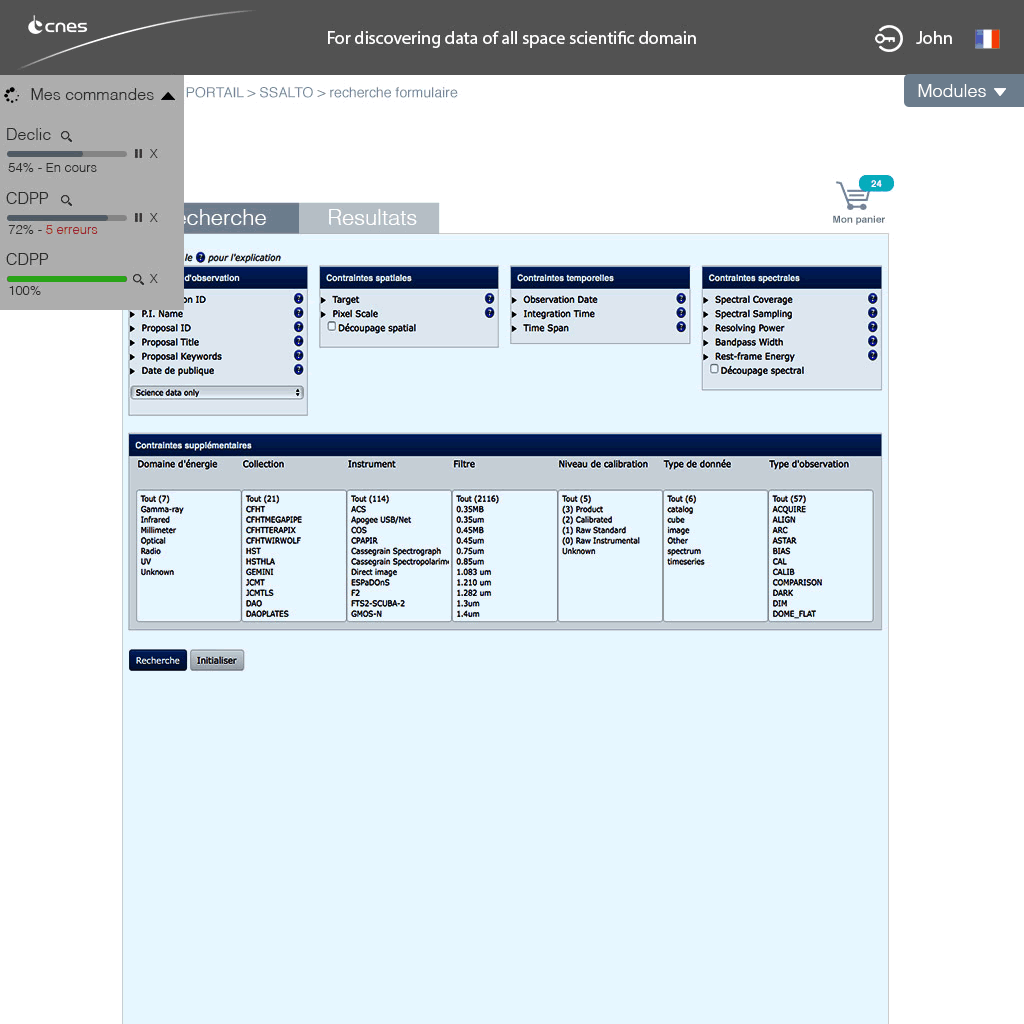 cnes
For discovering data of all space scientific domain
John
Mes commandes
PORTAIL > SSALTO > recherche formulaire
Modules
Declic
54% - En cours
X
CDPP
72% - 5 erreurs
X
CDPP
100%
X
24
Mon panier
echerche
Resultats
le ? pour l'explication
d'observation
on ID ?
P.I. Name ?
Proposal ID ?
Proposal Title ?
Proposal Keywords ?
Date de publique ?
Science data only
Contraintes spatiales
Target ?
Pixel Scale ?
Découpage spatial
Contraintes temporelles
Observation Date ?
Integration Time ?
Time Span ?
Contraintes spectrales
Spectral Coverage ?
Spectral Sampling ?
Resolving Power ?
Bandpass Width ?
Rest-frame Energy ?
Découpage spectral
Contraintes supplémentaires
Domaine d'énergie
Tout (7)
Gamma-ray
Infrared
Millimeter
Optical
Radio
UV
Unknown
Collection
Tout (21)
CFHT
CFHTMEGAPIPE
CFHTTERAPIX
CFHTWIRWOLF
HST
HSTHLA
GEMINI
JCMT
JCMTLS
DAO
DAOPLATES
Instrument
Tout (114)
ACS
Apogee USB/Net
COS
CPAPIR
Cassegrain Spectrograph
Cassegrain Spectropolarime
Direct image
ESPaDOnS
F2
FTS2-SCUBA-2
GMOS-N
Filtre
Tout (2116)
0.35MB
0.35um
0.45MB
0.45um
0.75um
0.85um
1.083 um
1.210 um
1.282 um
1.3um
1.4um
Niveau de calibration
Tout (5)
(3) Product
(2) Calibrated
(1) Raw Standard
(0) Raw Instrumental
Unknown
Type de donnée
Tout (6)
catalog
cube
image
Other
spectrum
timeseries
Type d'observation
Tout (57)
ACQUIRE
ALIGN
ARC
ASTAR
BIAS
CAL
CALIB
COMPARISON
DARK
DIM
DOME_FLAT
Recherche
Initialiser